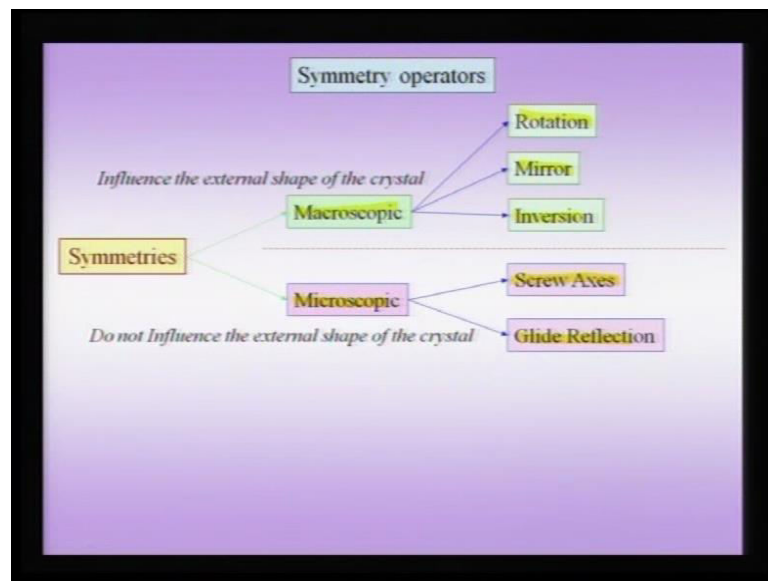 Symmetry operators
Rotation
Influence the external shape of the crystal
Mirror
Macroscopic
Inversion
Symmetries
Screw Axes
Microscopic
Do not Influence the external shape of the crystal
Glide Reflection